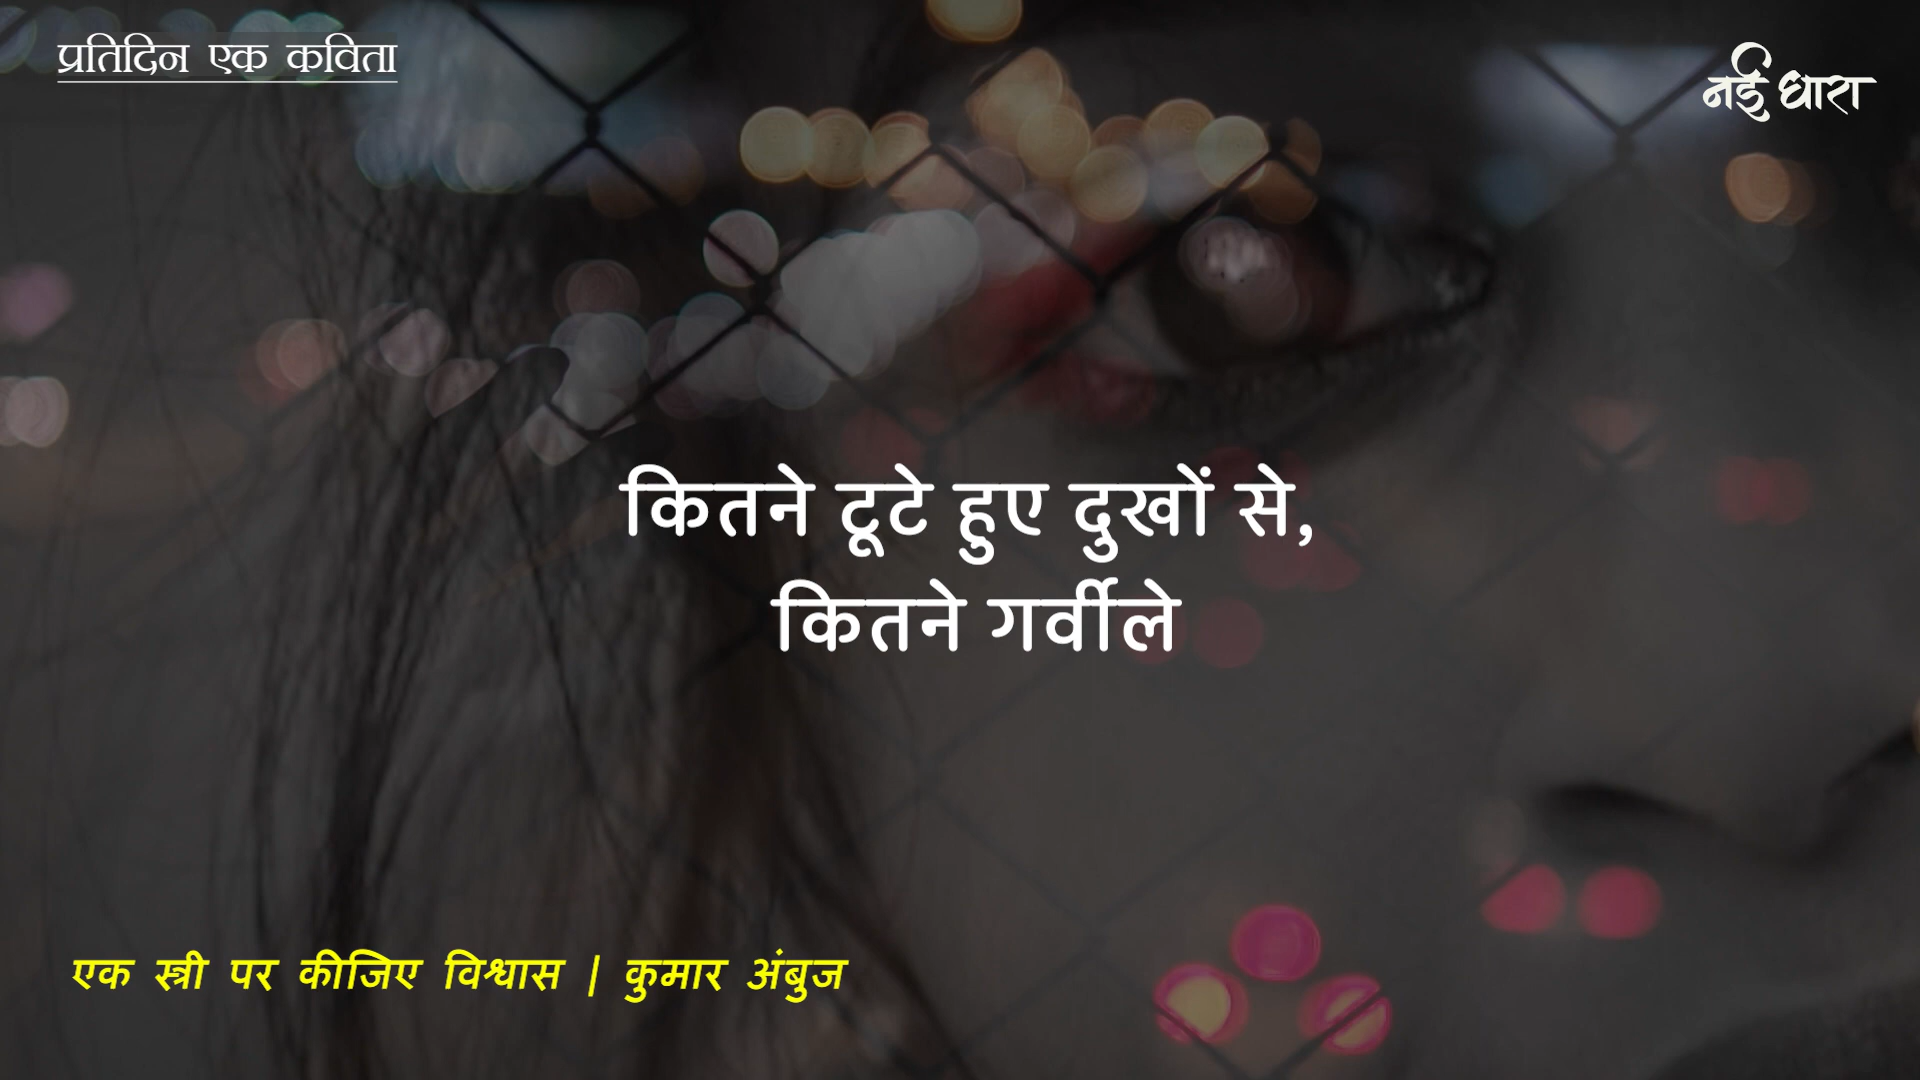 प्रतिदिन एक कविता
नई धारा
कितने टूटे हुए दुखों से,
कितने गर्वीले
एक स्त्री पर कीजिए विश्वास | कुमार अंबुज